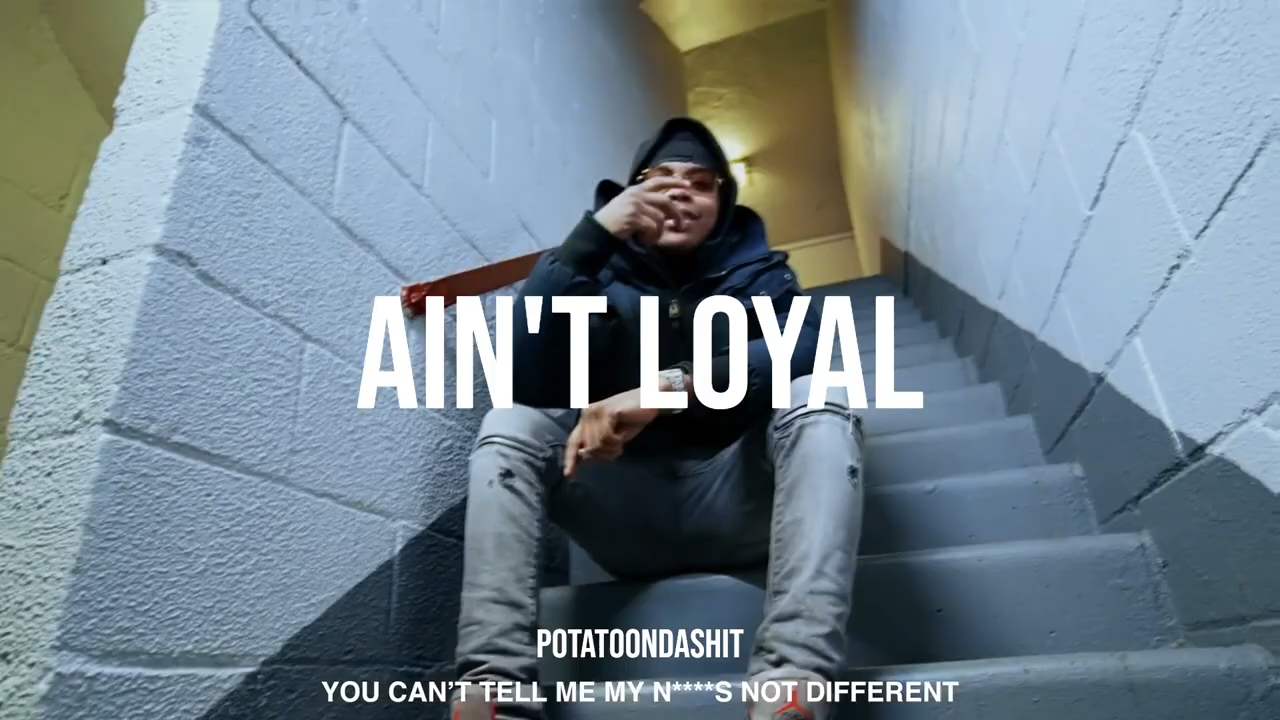 AIN'T LOYAL
POTATOONDASHIT
YOU CAN’T TELL ME MY N****S NOT DIFFERENT